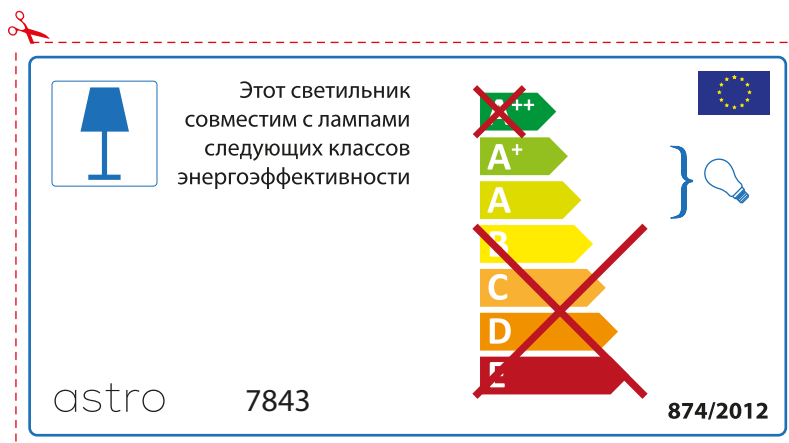 Этот светильник
совместим с лампами
следующих классов
энергоэффективности
A++
A+
A
B
C
D
E
astro
7843
874/2012